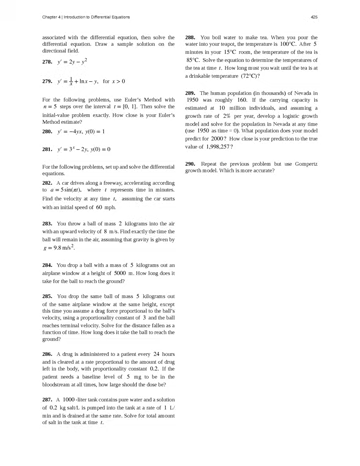 Chapter 4 | Introduction to Differential Equations
425
associated with the differential equation, then solve the
differential equation. Draw a sample solution on the
directional field.
278. y′ = 2y − y²
279. y′ = 1/x + ln x − y, for x > 0
For the following problems, use Euler's Method with
n = 5 steps over the interval t = [0, 1]. Then solve the
initial-value problem exactly. How close is your Euler's
Method estimate?
280. y′ = −4yx, y(0) = 1
281. y′ = 3ˣ − 2y, y(0) = 0
For the following problems, set up and solve the differential
equations.
282. A car drives along a freeway, accelerating according
to a = 5 sin(πt), where t represents time in minutes.
Find the velocity at any time t, assuming the car starts
with an initial speed of 60 mph.
283. You throw a ball of mass 2 kilograms into the air
with an upward velocity of 8 m/s. Find exactly the time the
ball will remain in the air, assuming that gravity is given by
g = 9.8 m/s².
284. You drop a ball with a mass of 5 kilograms out an
airplane window at a height of 5000 m. How long does it
take for the ball to reach the ground?
285. You drop the same ball of mass 5 kilograms out
of the same airplane window at the same height, except
this time you assume a drag force proportional to the ball's
velocity, using a proportionality constant of 3 and the ball
reaches terminal velocity. Solve for the distance fallen as a
function of time. How long does it take the ball to reach the
ground?
286. A drug is administered to a patient every 24 hours
and is cleared at a rate proportional to the amount of drug
left in the body, with proportionality constant 0.2. If the
patient needs a baseline level of 5 mg to be in the
bloodstream at all times, how large should the dose be?
287. A 1000-liter tank contains pure water and a solution
of 0.2 kg salt/L is pumped into the tank at a rate of 1 L/
min and is drained at the same rate. Solve for total amount
of salt in the tank at time t.
288. You boil water to make tea. When you pour the
water into your teapot, the temperature is 100°C. After 5
minutes in your 15°C room, the temperature of the tea is
85°C. Solve the equation to determine the temperatures of
the tea at time t. How long must you wait until the tea is at
a drinkable temperature (72°C)?
289. The human population (in thousands) of Nevada in
1950 was roughly 160. If the carrying capacity is
estimated at 10 million individuals, and assuming a
growth rate of 2% per year, develop a logistic growth
model and solve for the population in Nevada at any time
(use 1950 as time = 0). What population does your model
predict for 2000? How close is your prediction to the true
value of 1,998,257?
290. Repeat the previous problem but use Gompertz
growth model. Which is more accurate?